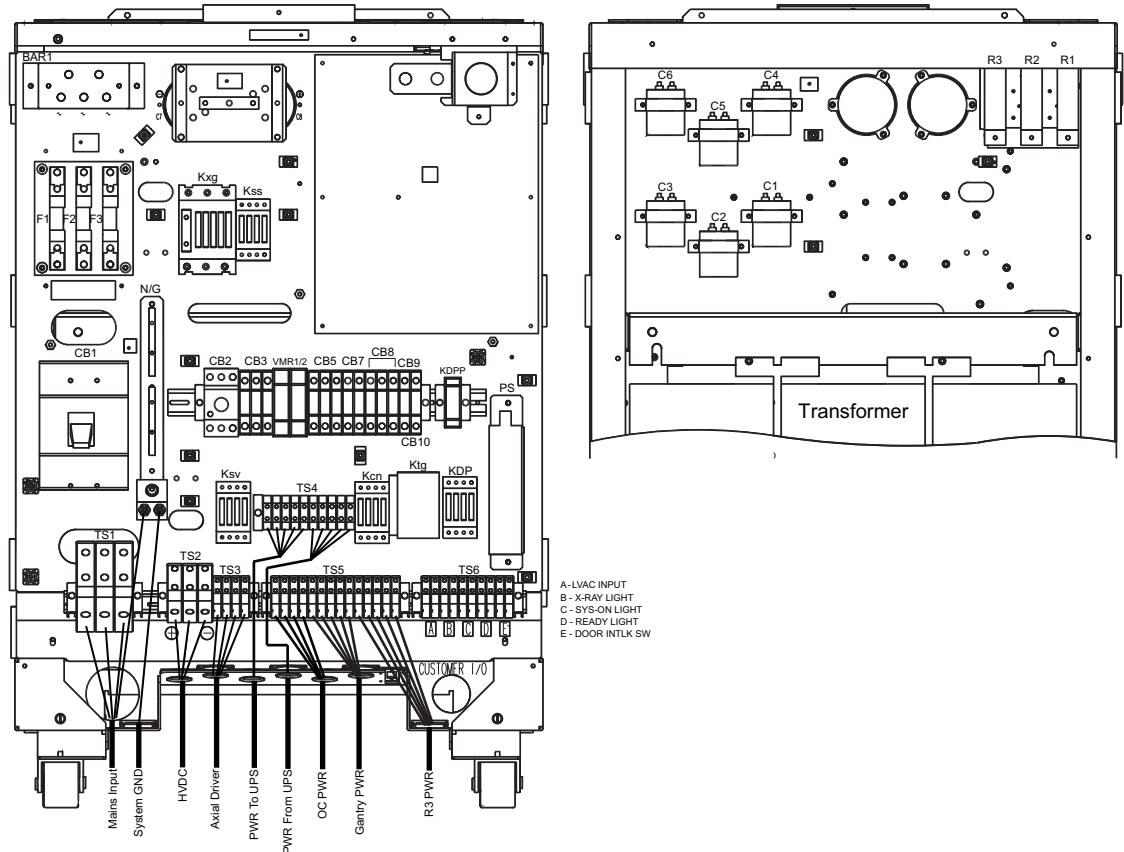 BAR1
C7
C8
Kxg
Kss
F1 F2 F3
N/G
CB1
CB2 CB3 VMR1/2 CB5 CB7 CB8 CB9
KDPP
PS
CB10
Ksv
TS4
Kcn
Ktg
KDP
TS1
TS2
TS3
TS5
TS6
A B C D E
CUSTOMER I/O
Mains Input
System GND
HVDC
Axial Driver
PWR To UPS
PWR From UPS
OC PWR
Gantry PWR
R3 PWR
R3 R2 R1
C6
C5
C4
C3
C2
C1
Transformer
A - LVAC INPUT
B - X-RAY LIGHT
C - SYS-ON LIGHT
D - READY LIGHT
E - DOOR INTLK SW